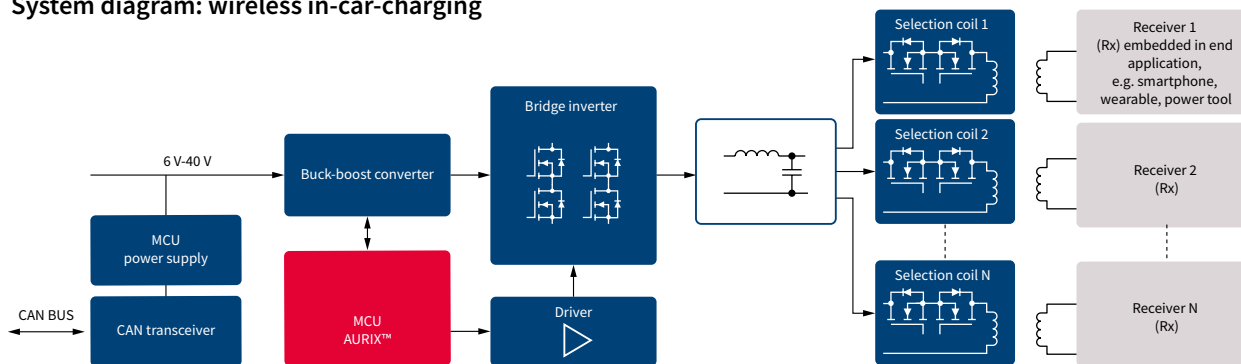 System diagram: wireless in-car-charging
6 V-40 V
Buck-boost converter
MCU
power supply
CAN BUS
CAN transceiver
MCU
AURIX™
Bridge inverter
Driver
Selection coil 1
Selection coil 2
Selection coil N
Receiver 1
(Rx) embedded in end
application,
e.g. smartphone,
wearable, power tool
Receiver 2
(Rx)
Receiver N
(Rx)